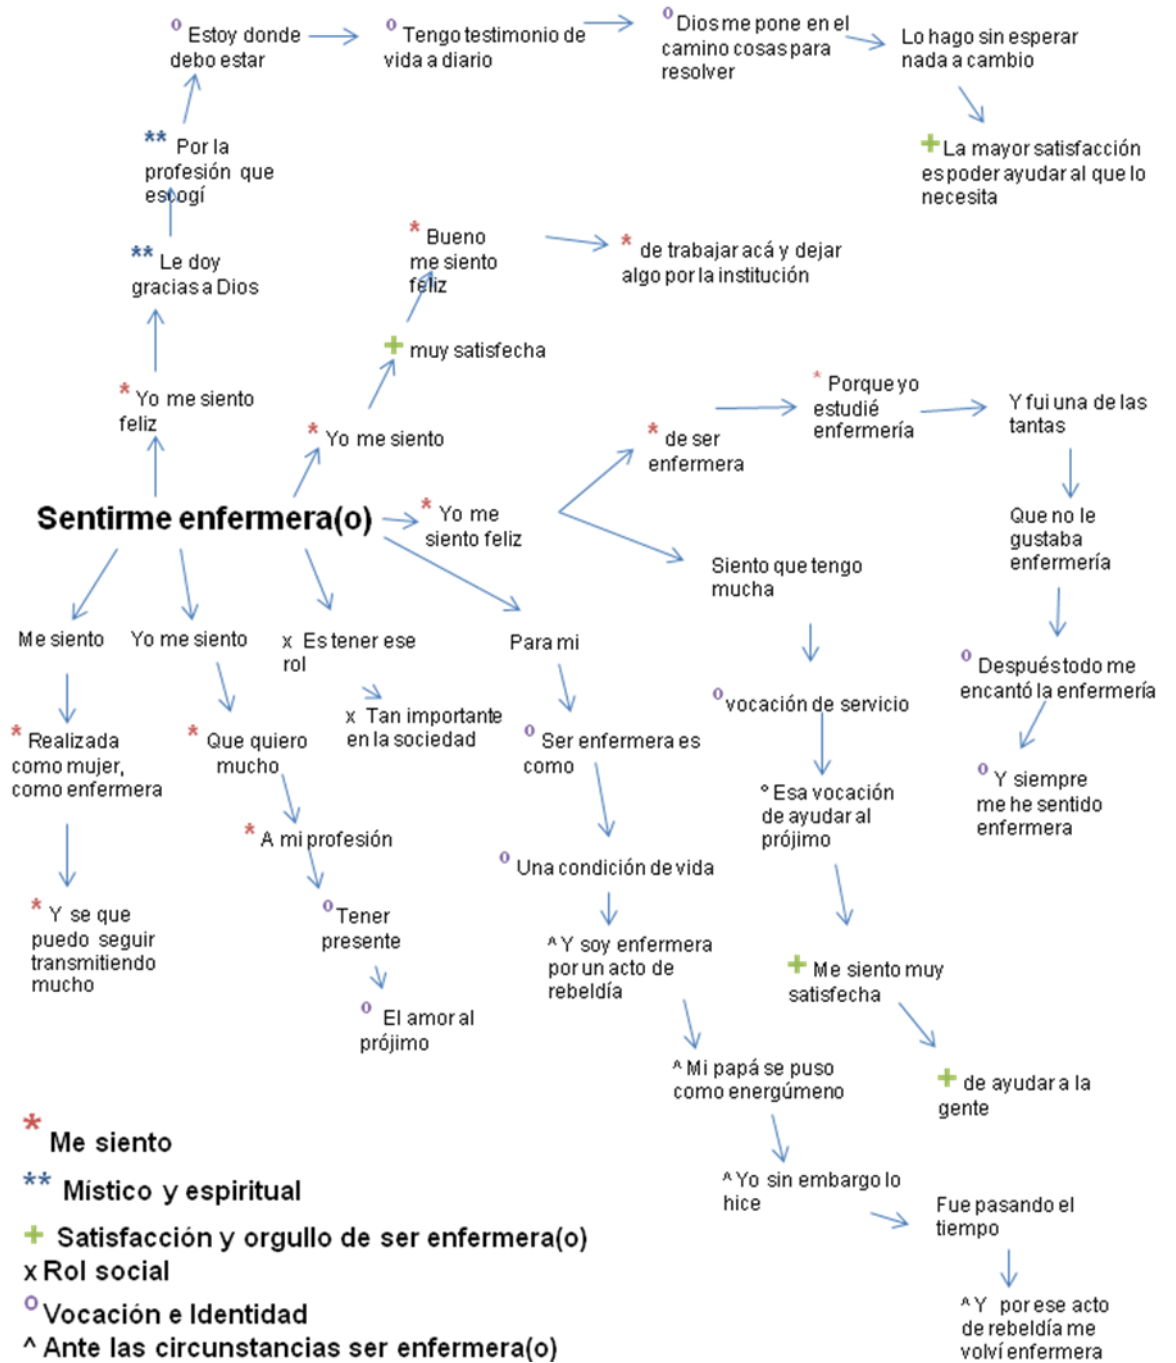 o Estoy donde
debo estar
o Tengo testimonio de
vida a diario
o Dios me pone en el
camino cosas para
resolver
Lo hago sin esperar
nada a cambio
+ La mayor satisfacción
es poder ayudar al que lo
necesita
** Por la
profesión que
escogí
** Le doy
gracias a Dios
* Yo me siento
feliz
* Bueno
me siento
feliz
* de trabajar acá y dejar
algo por la institución
+ muy satisfecha
* Yo me siento
Sentirme enfermera(o)
* Yo me
siento feliz
* de ser
enfermera
* Porque yo
estudié
enfermería
Y fui una de las
tantas
Que no le
gustaba
enfermería
o Después todo me
encantó la enfermería
o Y siempre
me he sentido
enfermera
Siento que tengo
mucha
o vocación de servicio
° Esa vocación
de ayudar al
prójimo
+ Me siento muy
satisfecha
+ de ayudar a la
gente
Me siento
* Realizada
como mujer,
como enfermera
* Y se que
puedo seguir
transmitiendo
mucho
Yo me siento
* Que quiero
mucho
* A mi profesión
o Tener
presente
o El amor al
prójimo
x Es tener ese
rol
x Tan importante
en la sociedad
Para mi
o Ser enfermera es
como
o Una condición de vida
^ Y soy enfermera
por un acto de
rebeldía
^ Mi papá se puso
como energúmeno
^ Yo sin embargo lo
hice
Fue pasando el
tiempo
^ Y por ese acto
de rebeldía me
volví enfermera
* Me siento
** Místico y espiritual
+ Satisfacción y orgullo de ser enfermera(o)
x Rol social
o Vocación e Identidad
^ Ante las circunstancias ser enfermera(o)